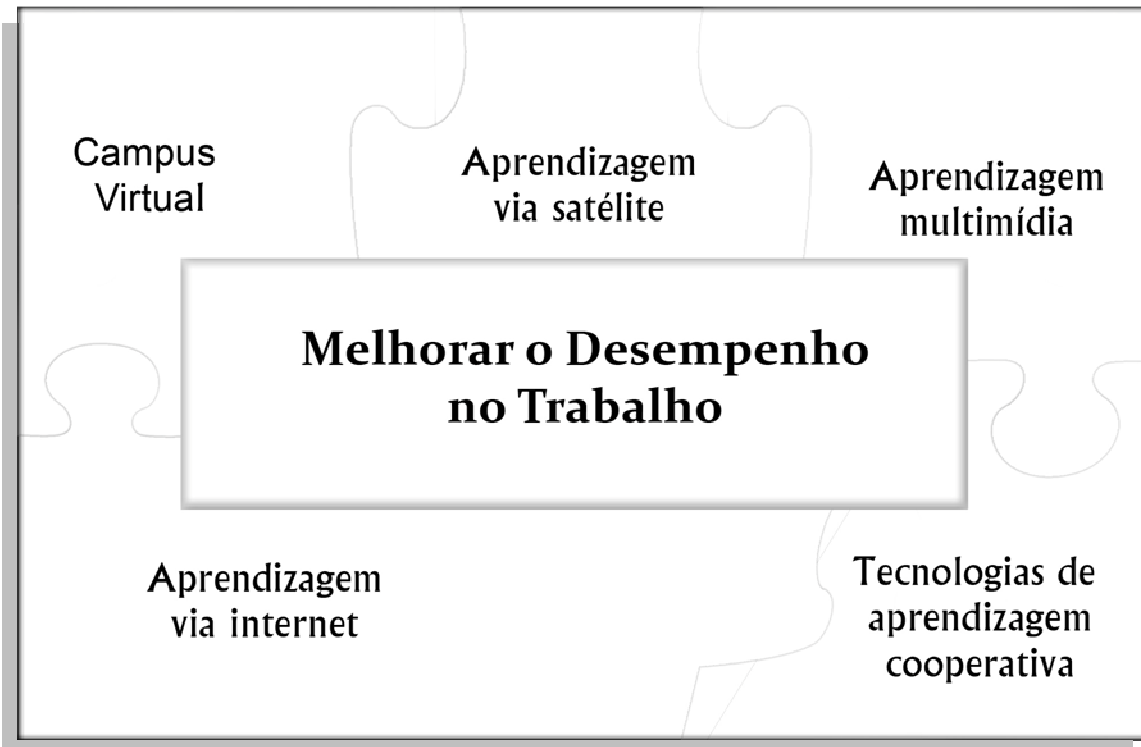 Campus
Virtual
Aprendizagem
via satélite
Aprendizagem
multimídia
Melhorar o Desempenho
no Trabalho
Aprendizagem
via internet
Tecnologias de
aprendizagem
cooperativa